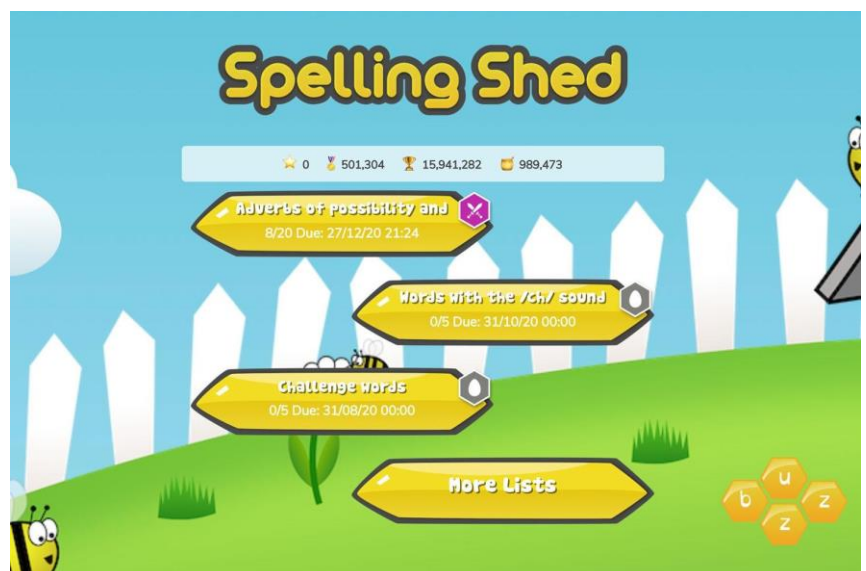 Spelling Shed
0 501,304 15,941,282 989,473
Adverbs of possibility and
8/20 Due: 27/12/20 21:24
Words with the /ch/ sound
0/5 Due: 31/10/20 00:00
Challenge Words
0/5 Due: 31/08/20 00:00
More Lists
b u z z